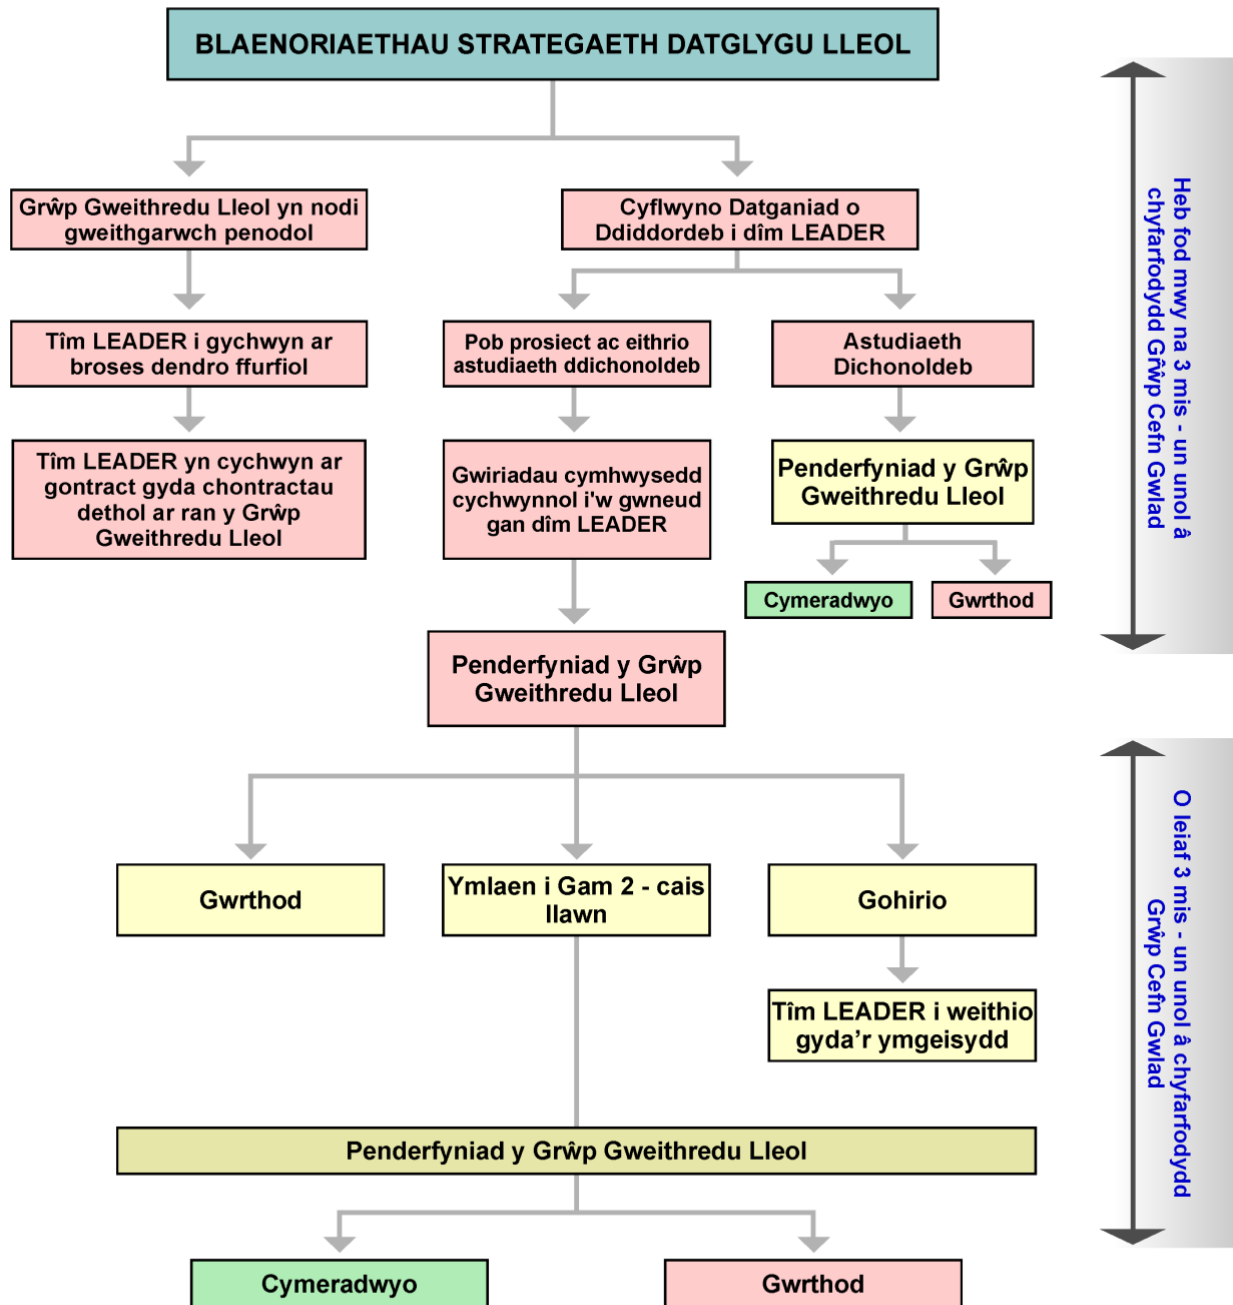 BLAENORIAETHAU STRATEGAETH DATGLYGU LLEOL
Grŵp Gweithredu Lleol yn nodi
gweithgarwch penodol
Cyflwyno Datganiad o
Ddiddordeb i dîm LEADER
Tîm LEADER i gychwyn ar
broses dendro ffurfiol
Pob prosiect ac eithrio
astudiaeth ddichonoldeb
Astudiaeth
Dichonoldeb
Tîm LEADER yn cychwyn ar
gontract gyda chontractau
dethol ar ran y Grŵp
Gweithredu Lleol
Gwiriadau cymhwysedd
cychwynnol i'w gwneud
gan dîm LEADER
Penderfyniad y Grŵp
Gweithredu Lleol
Cymeradwyo
Gwrthod
Penderfyniad y Grŵp
Gweithredu Lleol
Heb fod mwy na 3 mis - un unol â
chyfarfodydd Grŵp Cefn Gwlad
Gwrthod
Ymlaen i Gam 2 - cais
llawn
Gohirio
Tîm LEADER i weithio
gyda’r ymgeisydd
Penderfyniad y Grŵp Gweithredu Lleol
Cymeradwyo
Gwrthod
O leiaf 3 mis - un unol â chyfarfodydd
Grŵp Cefn Gwlad